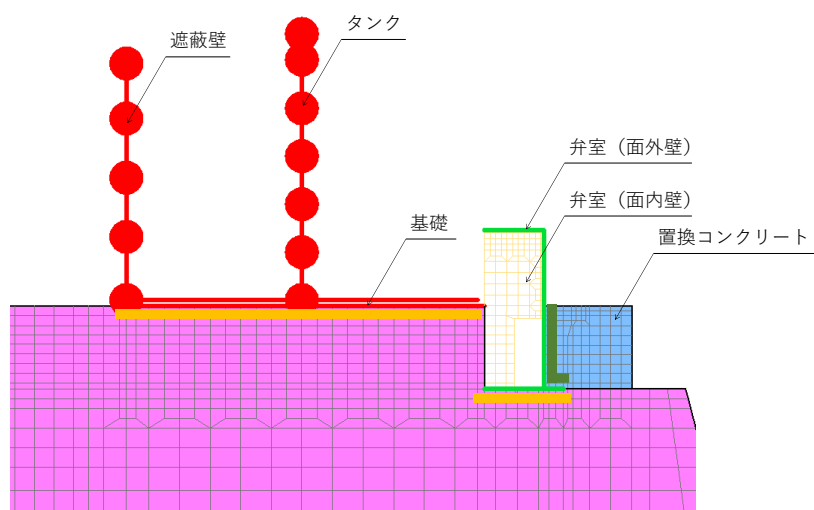 タンク
遮蔽壁
弁室（面外壁）
弁室（面内壁）
基礎
置換コンクリート